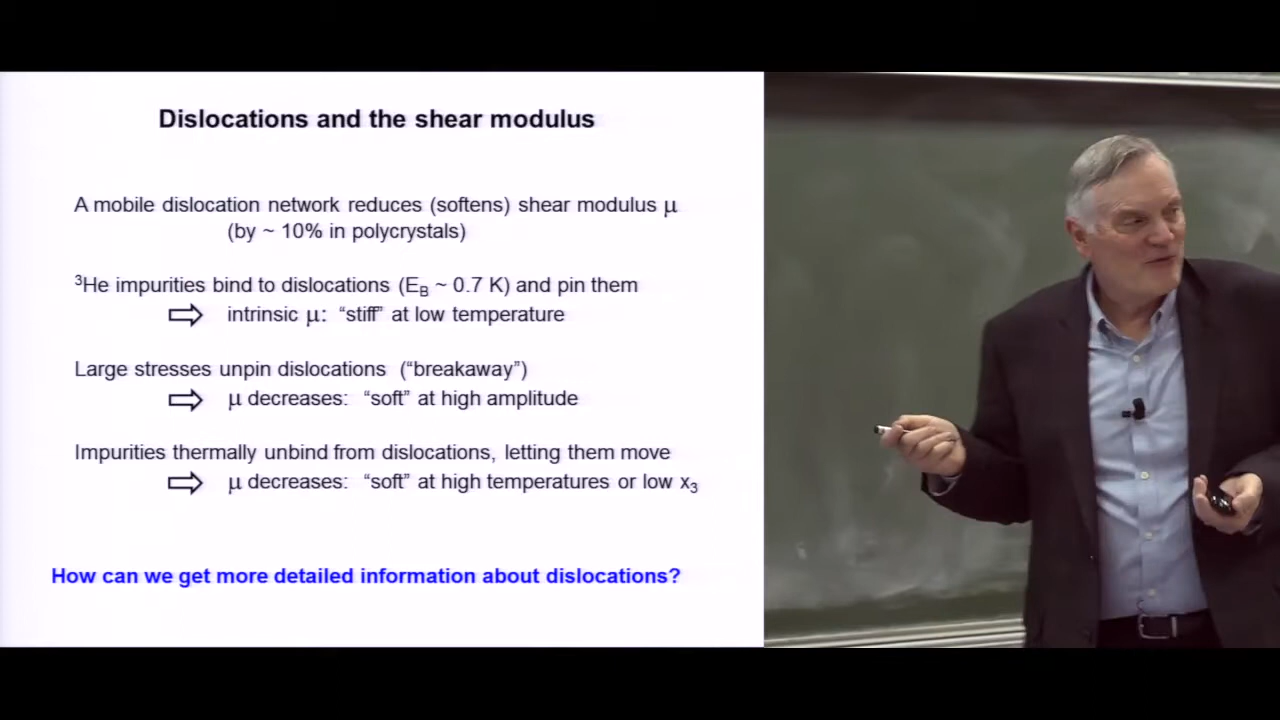 Dislocations and the shear modulus
A mobile dislocation network reduces (softens) shear modulus μ
(by ~ 10% in polycrystals)
³He impurities bind to dislocations (E_B ~ 0.7 K) and pin them
⇨ intrinsic μ: “stiff” at low temperature
Large stresses unpin dislocations (“breakaway”)
⇨ μ decreases: “soft” at high amplitude
Impurities thermally unbind from dislocations, letting them move
⇨ μ decreases: “soft” at high temperatures or low x₃
How can we get more detailed information about dislocations?